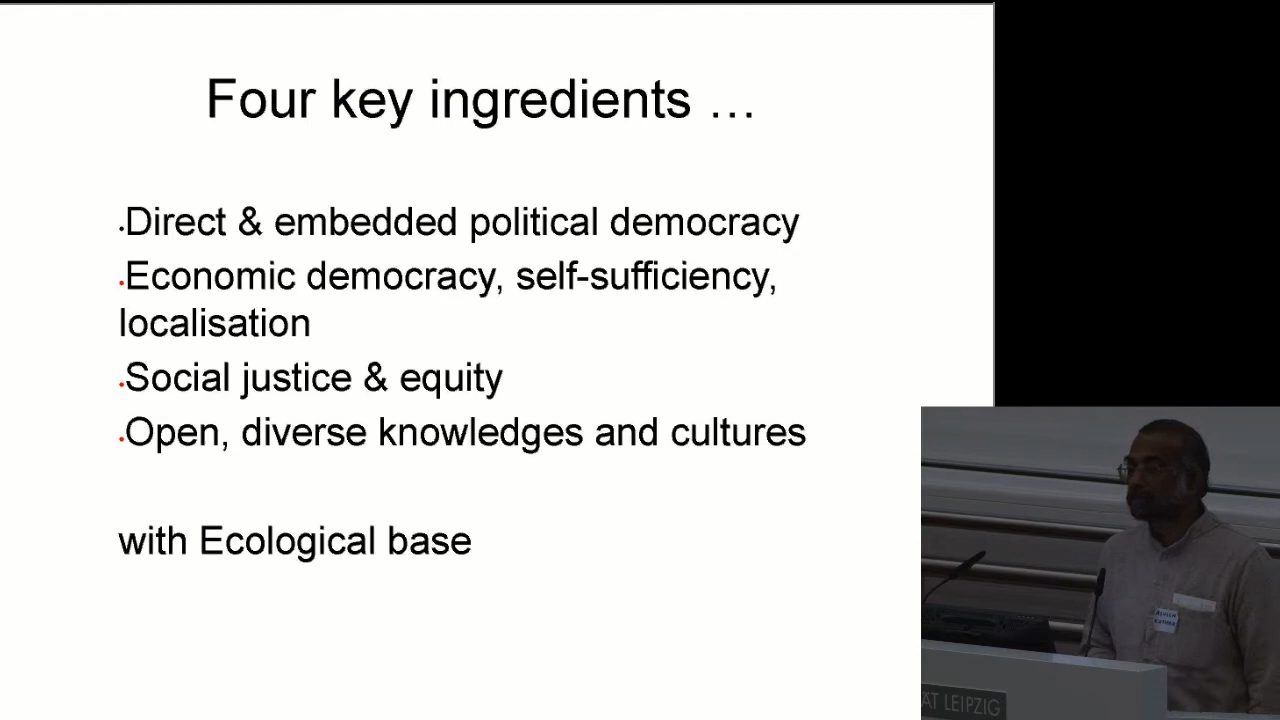 Four key ingredients …
•Direct & embedded political democracy
•Economic democracy, self-sufficiency,
localisation
•Social justice & equity
•Open, diverse knowledges and cultures
with Ecological base
ÄT LEIPZIG